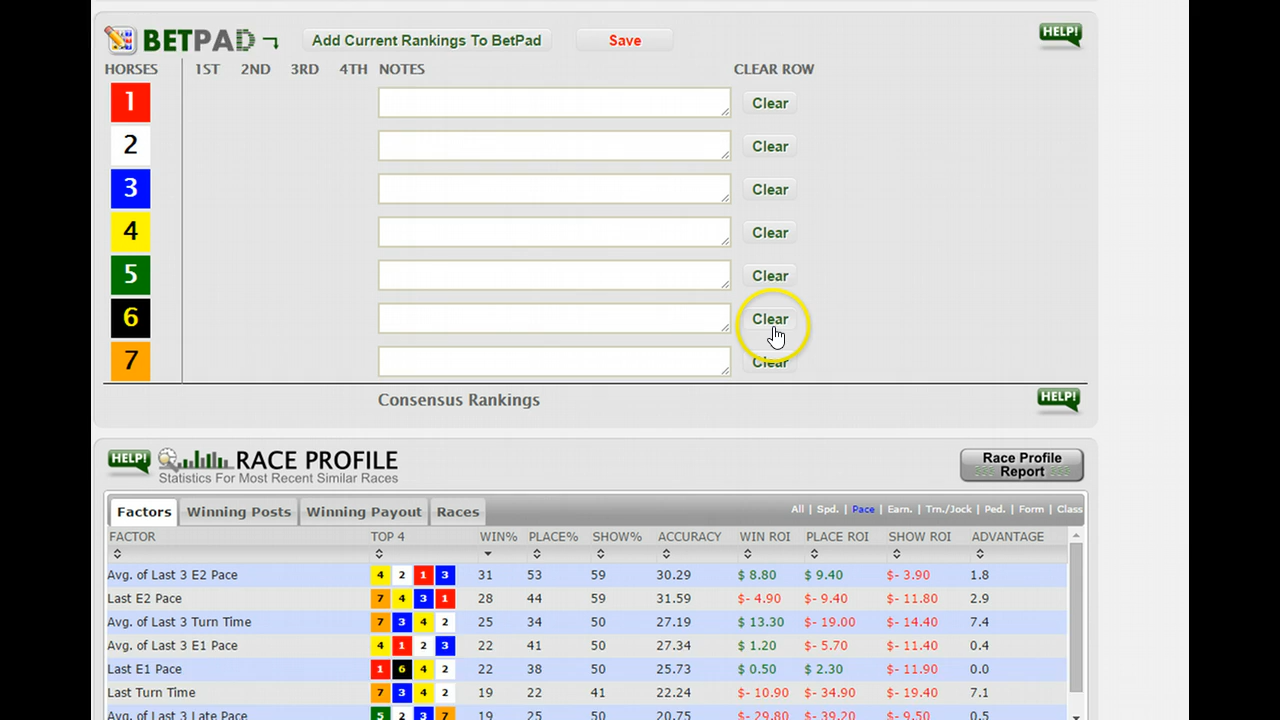 BETPAD Add Current Rankings To BetPad Save HELP!
HORSES 1ST 2ND 3RD 4TH NOTES CLEAR ROW
1 Clear
2 Clear
3 Clear
4 Clear
5 Clear
6 Clear
7 Clear
Consensus Rankings HELP!
HELP! RACE PROFILE Race Profile Report
Statistics For Most Recent Similar Races
Factors Winning Posts Winning Payout Races All | Spd. | Pace | Earn. | Trn./Jock | Ped. | Form | Class
FACTOR TOP 4 WIN% PLACE% SHOW% ACCURACY WIN ROI PLACE ROI SHOW ROI ADVANTAGE
Avg. of Last 3 E2 Pace 4 2 1 3 31 53 59 30.29 $ 8.80 $ 9.40 $- 3.90 1.8
Last E2 Pace 7 4 3 1 28 44 59 31.59 $- 4.90 $- 9.40 $- 11.80 2.9
Avg. of Last 3 Turn Time 7 3 4 2 25 34 50 27.19 $ 13.30 $- 19.00 $- 14.40 7.4
Avg. of Last 3 E1 Pace 4 1 2 3 22 41 50 27.34 $ 1.20 $- 5.70 $- 11.40 0.4
Last E1 Pace 1 6 4 2 22 38 50 25.73 $ 0.50 $ 2.30 $- 11.90 0.0
Last Turn Time 7 3 4 2 19 22 41 22.24 $- 10.90 $- 34.90 $- 19.40 7.1
Avg. of Last 3 Late Pace 5 2 3 7 19 25 50 20.75 $- 29.80 $- 39.20 $- 9.50 0.5